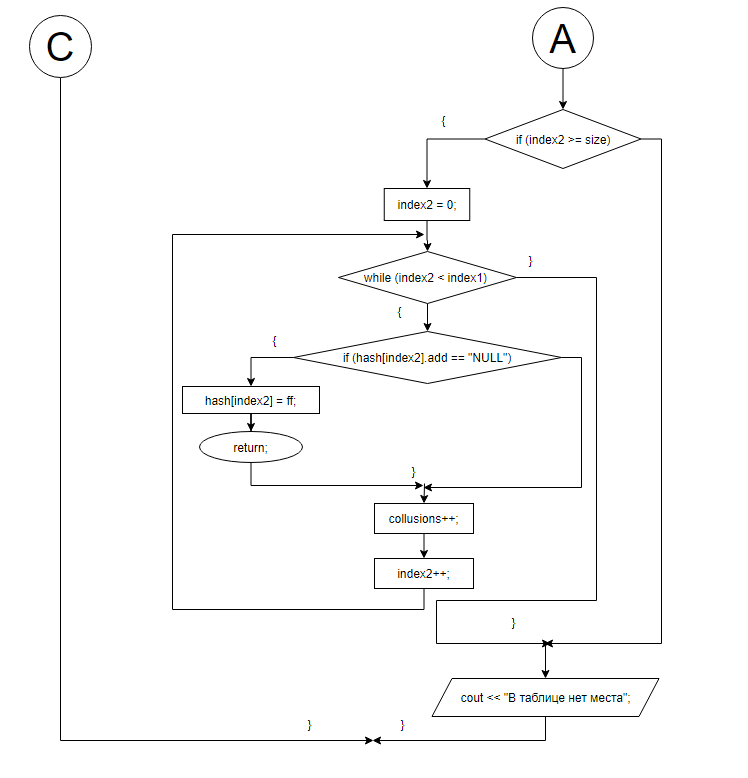 C
A
{
if (index2 >= size)
index2 = 0;
}
while (index2 < index1)
{
{
if (hash[index2].add == "NULL")
hash[index2] = ff;
return;
}
collusions++;
index2++;
}
cout << "В таблице нет места";
}
}